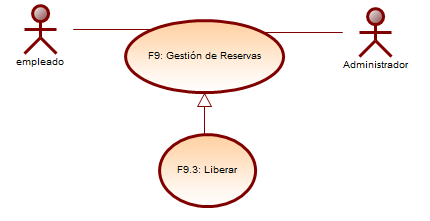 F9: Gestión de Reservas
empleado
Administrador
F9.3: Liberar